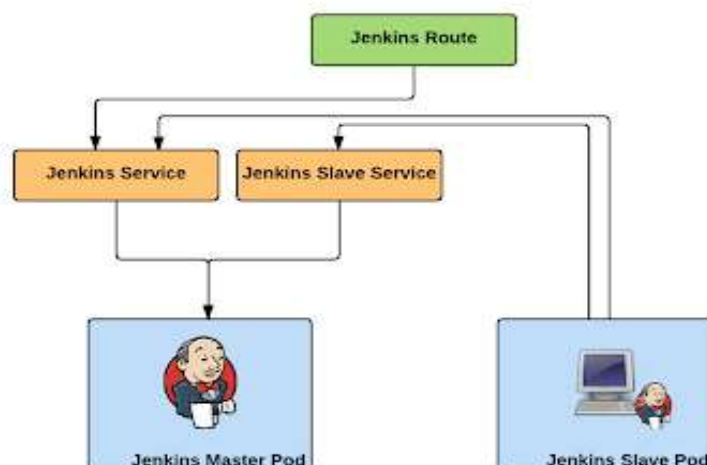 Jenkins Route
Jenkins Service
Jenkins Slave Service
Jenkins Master Pod
Jenkins Slave Pod